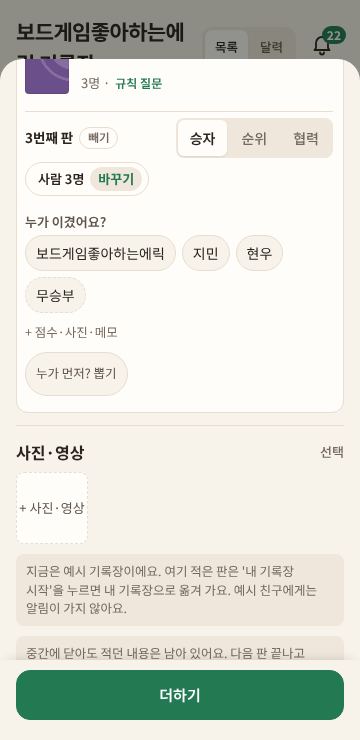 보드게임좋아하는에
릭 기록장
목록 달력
22
3명 · 규칙 질문
3번째 판 빼기 승자 순위 협력
사람 3명 바꾸기
누가 이겼어요?
보드게임좋아하는에릭 지민 현우
무승부
+ 점수·사진·메모
누가 먼저? 뽑기
사진·영상 선택
+ 사진·영상
지금은 예시 기록장이에요. 여기 적은 판은 '내 기록장
시작'을 누르면 내 기록장으로 옮겨 가요. 예시 친구에게는
알림이 가지 않아요.
중간에 닫아도 적던 내용은 남아 있어요. 다음 판 끝나고
더하기